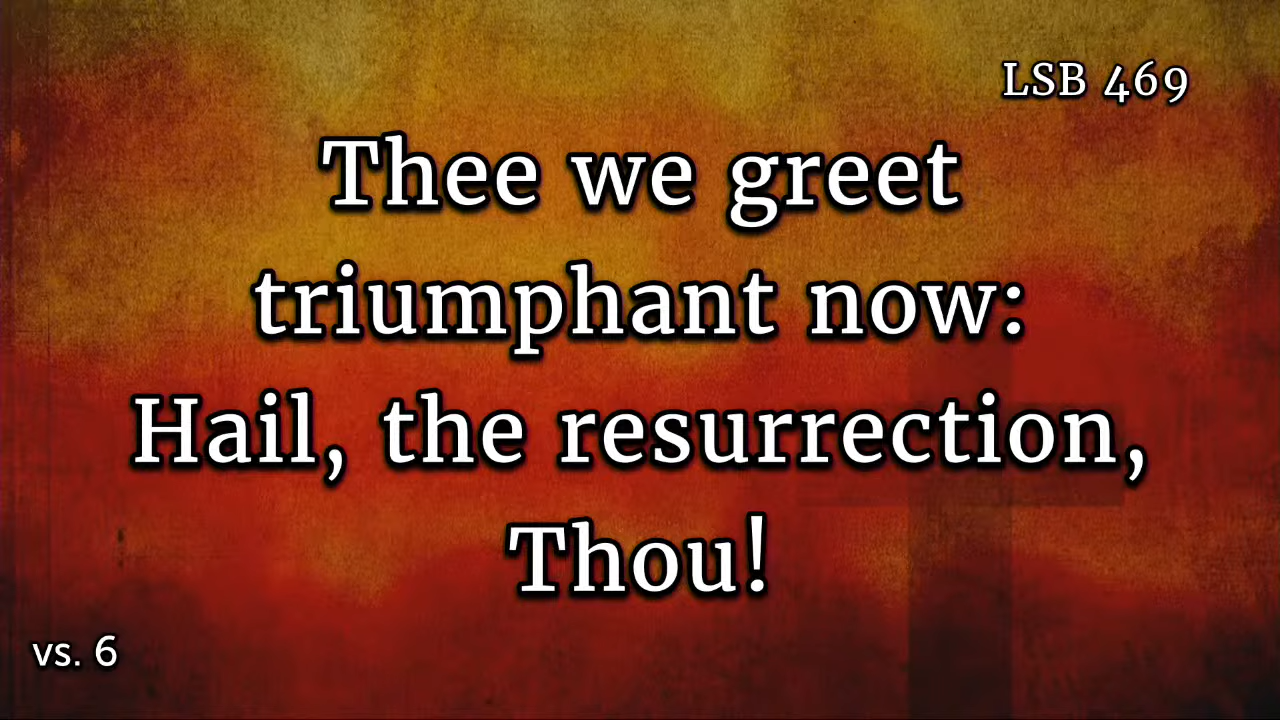 LSB 469
Thee we greet
triumphant now:
Hail, the resurrection,
Thou!
vs. 6